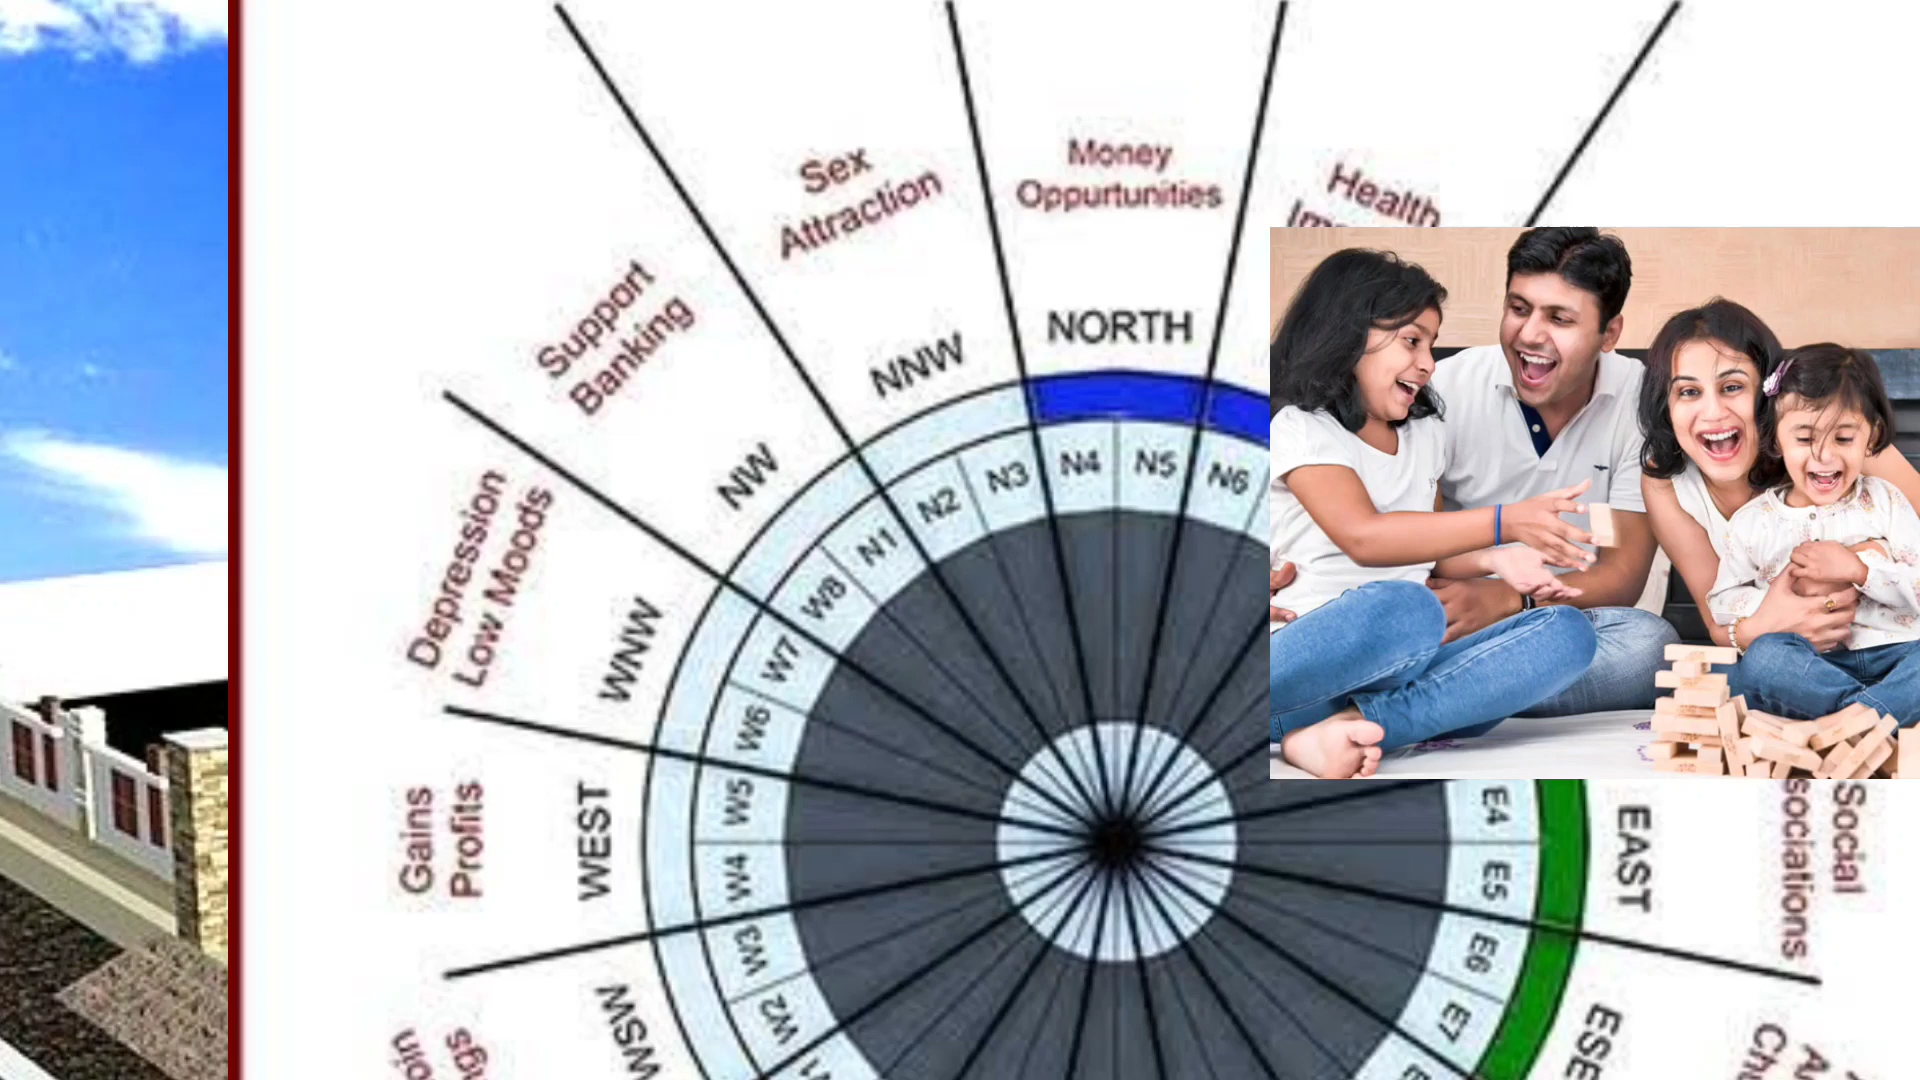 Sex
Attraction
Money
Oppurtunities
Health
Support
Banking
NORTH
NNW
NW
N1
N2
N3
N4
N5
N6
Depression
Low Moods
WNW
W8
W7
W6
Gains
Profits
WEST
W5
W4
W3
W2
WSW
E4
E5
E6
E7
EAST
Social
ESE